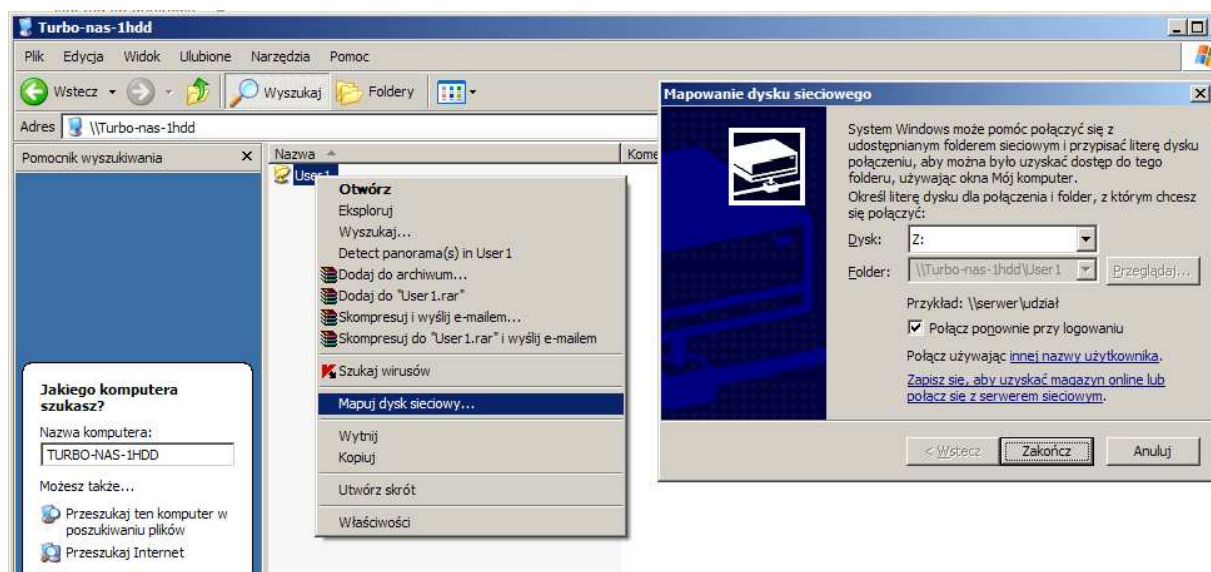 Turbo-nas-1hdd
Plik Edycja Widok Ulubione Narzędzia Pomoc
Wstecz Wyszukaj Foldery
Adres \\Turbo-nas-1hdd
Pomocnik wyszukiwania
Nazwa
User1
Otwórz
Eksploruj
Wyszukaj...
Detect panorama(s) in User1
Dodaj do archiwum...
Dodaj do "User1.rar"
Skompresuj i wyślij e-mailem...
Skompresuj do "User1.rar" i wyślij e-mailem
Szukaj wirusów
Mapuj dysk sieciowy...
Wytnij
Kopiuj
Utwórz skrót
Właściwości
Jakiego komputera
szukasz?
Nazwa komputera:
TURBO-NAS-1HDD
Możesz także...
Przeszukaj ten komputer w
poszukiwaniu plików
Przeszukaj Internet
Mapowanie dysku sieciowego
System Windows może pomóc połączyć się z
udostępnianym folderem sieciowym i przypisać literę dysku
połączeniu, aby można było uzyskać dostęp do tego
folderu, używając okna Mój komputer.
Określ literę dysku dla połączenia i folder, z którym chcesz
się połączyć:
Dysk: Z:
Folder: \\Turbo-nas-1hdd\User1 Przeglądaj...
Przykład: \\serwer\udział
Połącz ponownie przy logowaniu
Połącz używając innej nazwy użytkownika.
Zapisz się, aby uzyskać magazyn online lub
połącz się z serwerem sieciowym.
< Wstecz Zakończ Anuluj